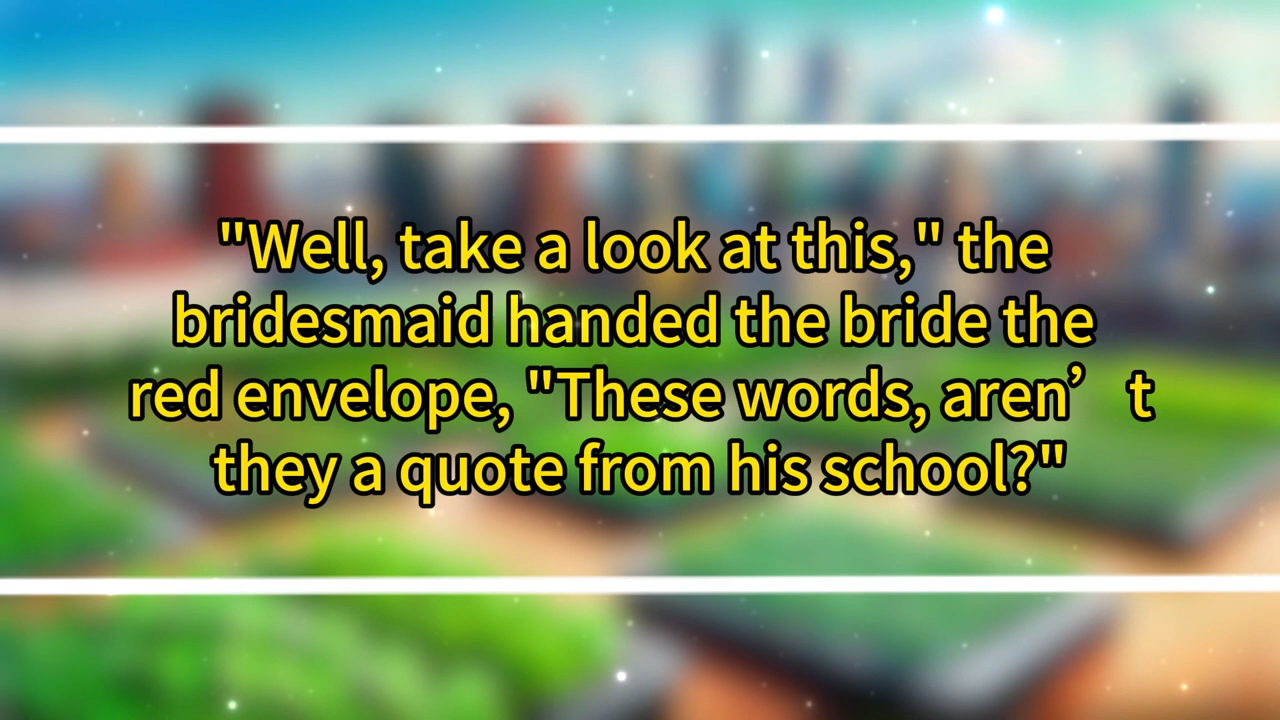 "Well, take a look at this," the
bridesmaid handed the bride the
red envelope, "These words, aren’t
they a quote from his school?"